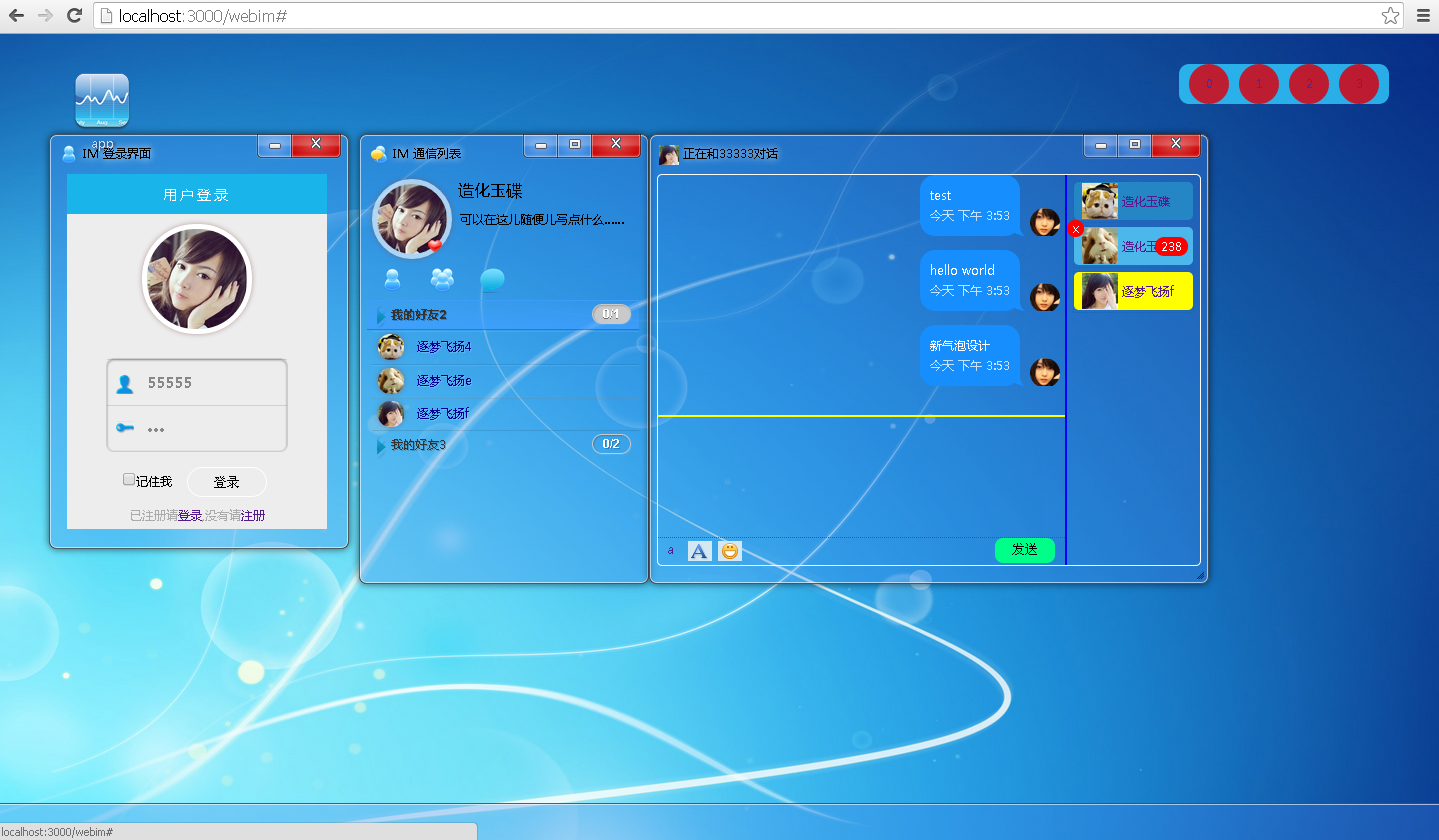 localhost:3000/webim#
0 1 2 3
app
IM 登录界面
用户登录
55555
•••
记住我
登录
已注册请登录,没有请注册
IM 通信列表
造化玉碟
可以在这儿随便儿写点什么......
我的好友2
0/1
逐梦飞扬4
逐梦飞扬e
逐梦飞扬f
我的好友3
0/2
正在和33333对话
test
今天 下午 3:53
hello world
今天 下午 3:53
新气泡设计
今天 下午 3:53
a
A
发送
造化玉碟
x
造化玉
238
逐梦飞扬f
localhost:3000/webim#